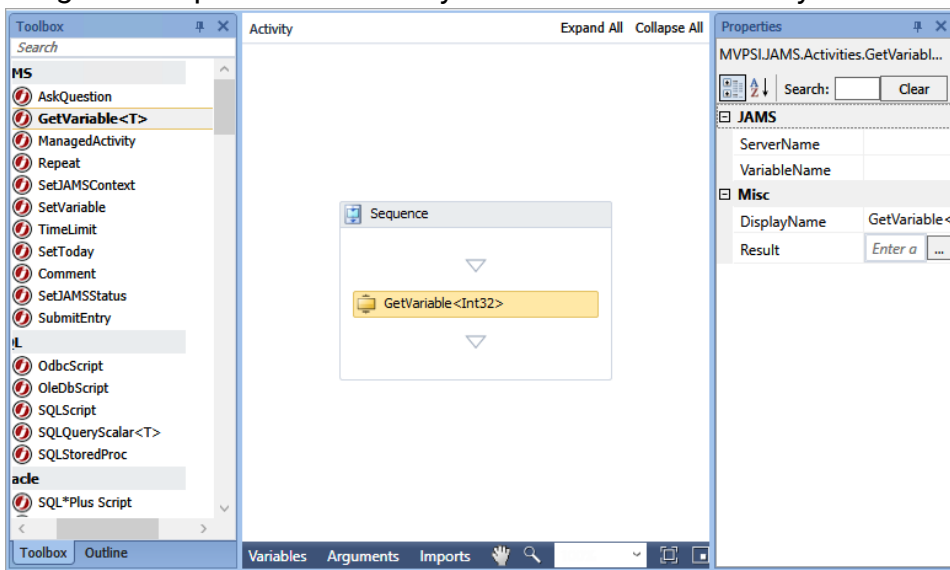 Toolbox
Search
MS
AskQuestion
GetVariable<T>
ManagedActivity
Repeat
SetJAMSContext
SetVariable
TimeLimit
SetToday
Comment
SetJAMSStatus
SubmitEntry
QL
OdbcScript
OleDbScript
SQLScript
SQLQueryScalar<T>
SQLStoredProc
acle
SQL*Plus Script
Toolbox Outline
Activity Expand All Collapse All
Sequence
GetVariable<Int32>
Variables Arguments Imports
Properties
MVPSI.JAMS.Activities.GetVariabl...
Search: Clear
JAMS
ServerName
VariableName
Misc
DisplayName GetVariable<
Result Enter a ...